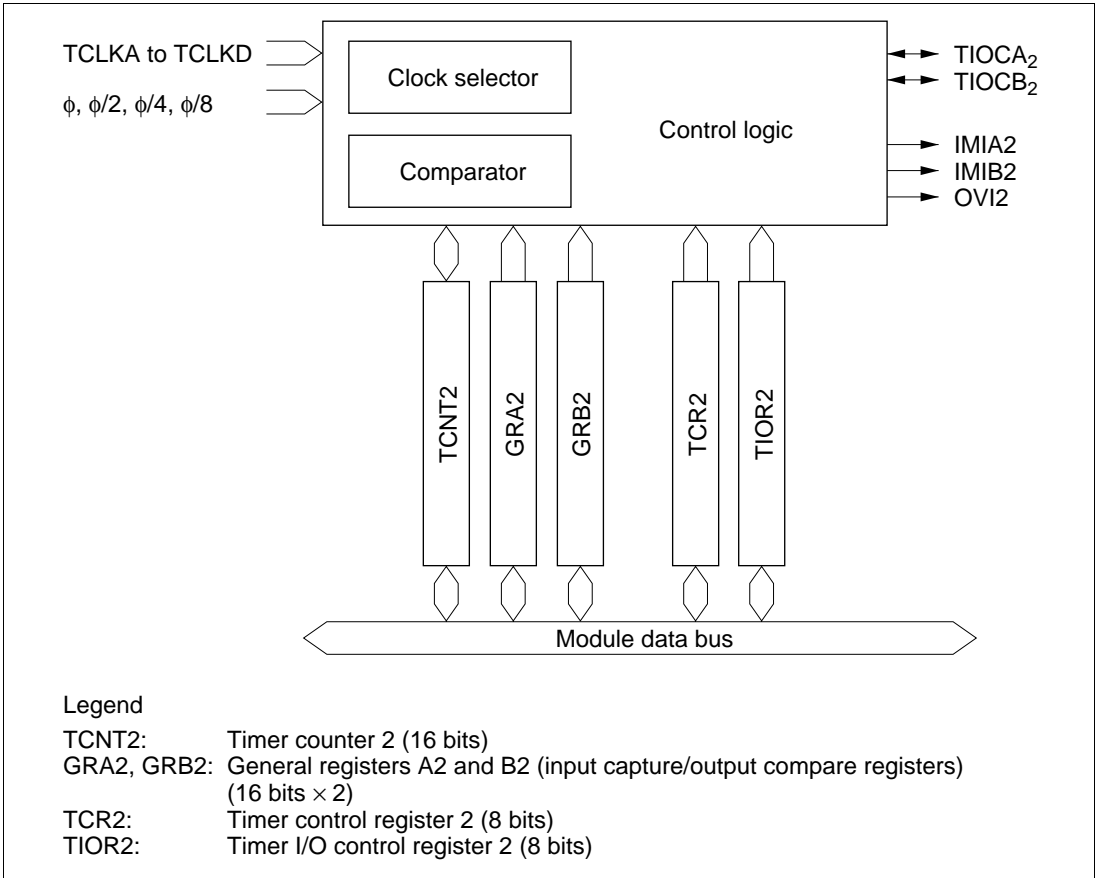 TCLKA to TCLKD
ϕ, ϕ/2, ϕ/4, ϕ/8
Clock selector
Comparator
Control logic
TIOCA₂
TIOCB₂
IMIA2
IMIB2
OVI2
TCNT2
GRA2
GRB2
TCR2
TIOR2
Module data bus
Legend
TCNT2: Timer counter 2 (16 bits)
GRA2, GRB2: General registers A2 and B2 (input capture/output compare registers)
(16 bits × 2)
TCR2: Timer control register 2 (8 bits)
TIOR2: Timer I/O control register 2 (8 bits)